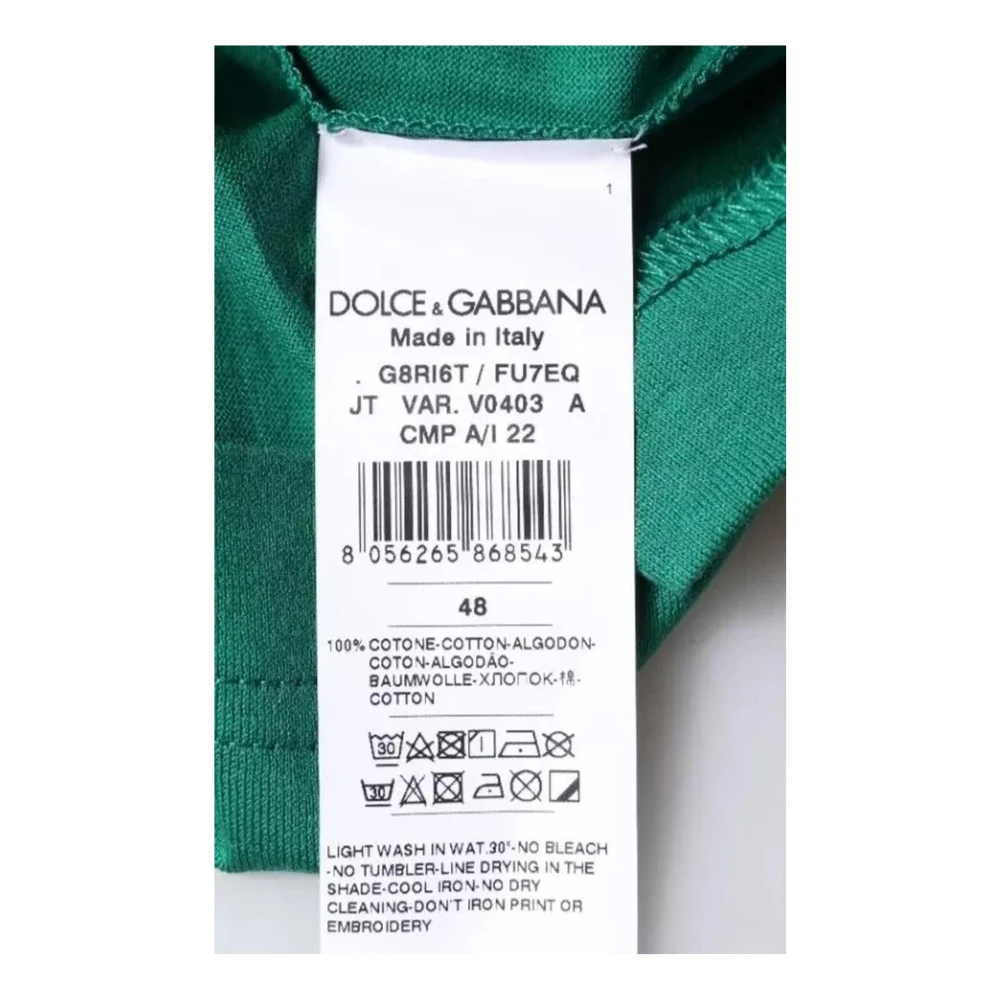 1
DOLCE & GABBANA
Made in Italy
. G8RI6T / FU7EQ
JT VAR. V0403 A
CMP A/I 22
8 056265 868543
48
100% COTONE-COTTON-ALGODON-
COTON-ALGODÃO-
BAUMWOLLE-ХЛОПОК-棉-
COTTON
30
30
LIGHT WASH IN WAT.30°-NO BLEACH
-NO TUMBLER-LINE DRYING IN THE
SHADE-COOL IRON-NO DRY
CLEANING-DON'T IRON PRINT OR
EMBROIDERY